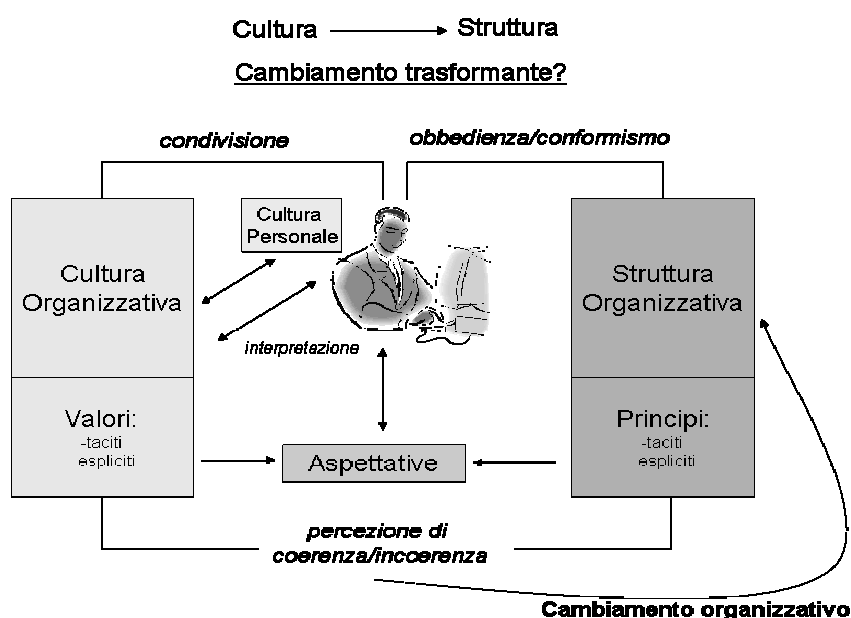 Cultura Struttura
Cambiamento trasformante?
condivisione
obbedienza/conformismo
Cultura
Personale
Cultura
Organizzativa
Struttura
Organizzativa
interpretazione
Valori:
-taciti
espliciti
Principi:
-taciti
espliciti
Aspettative
percezione di
coerenza/incoerenza
Cambiamento organizzativo